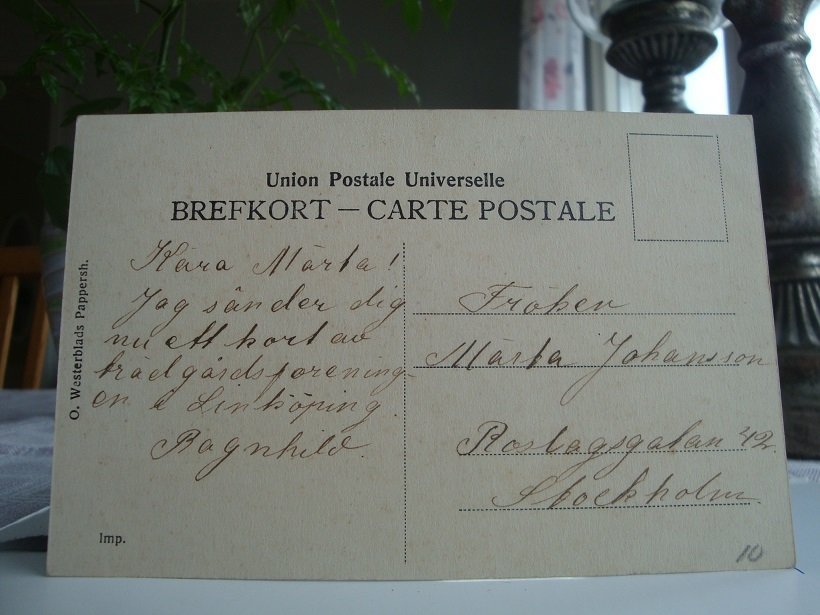 Union Postale Universelle
BREFKORT — CARTE POSTALE
O. Westerblads Pappersh.
Kära Märta!
Jag sänder dig
nu ett kort av
trädgårdsförening-
en i Linköping.
Ragnhild.
Imp.
Fröken
Märta Johansson
Roslagsgatan 42.
Stockholm.
10